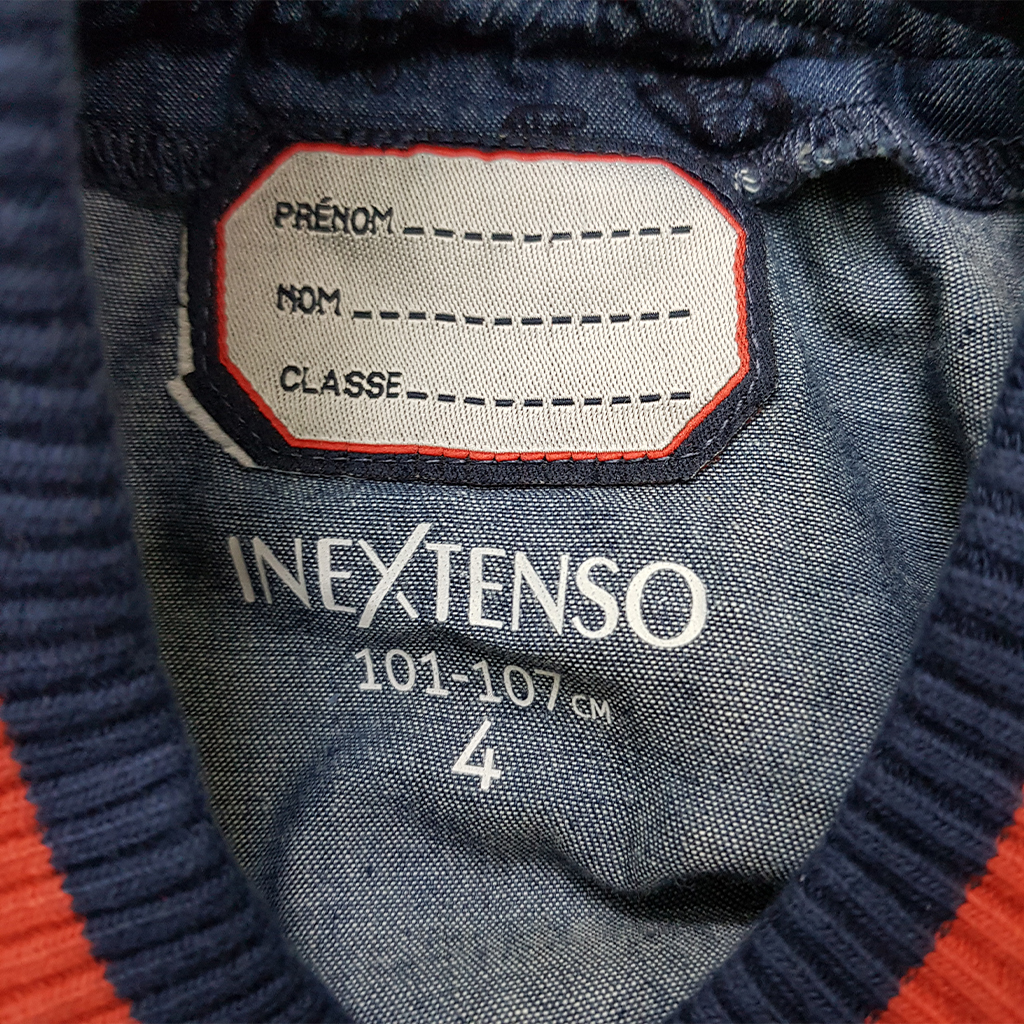 PRÉNOM
NOM
CLASSE
INEXTENSO
101-107CM
4